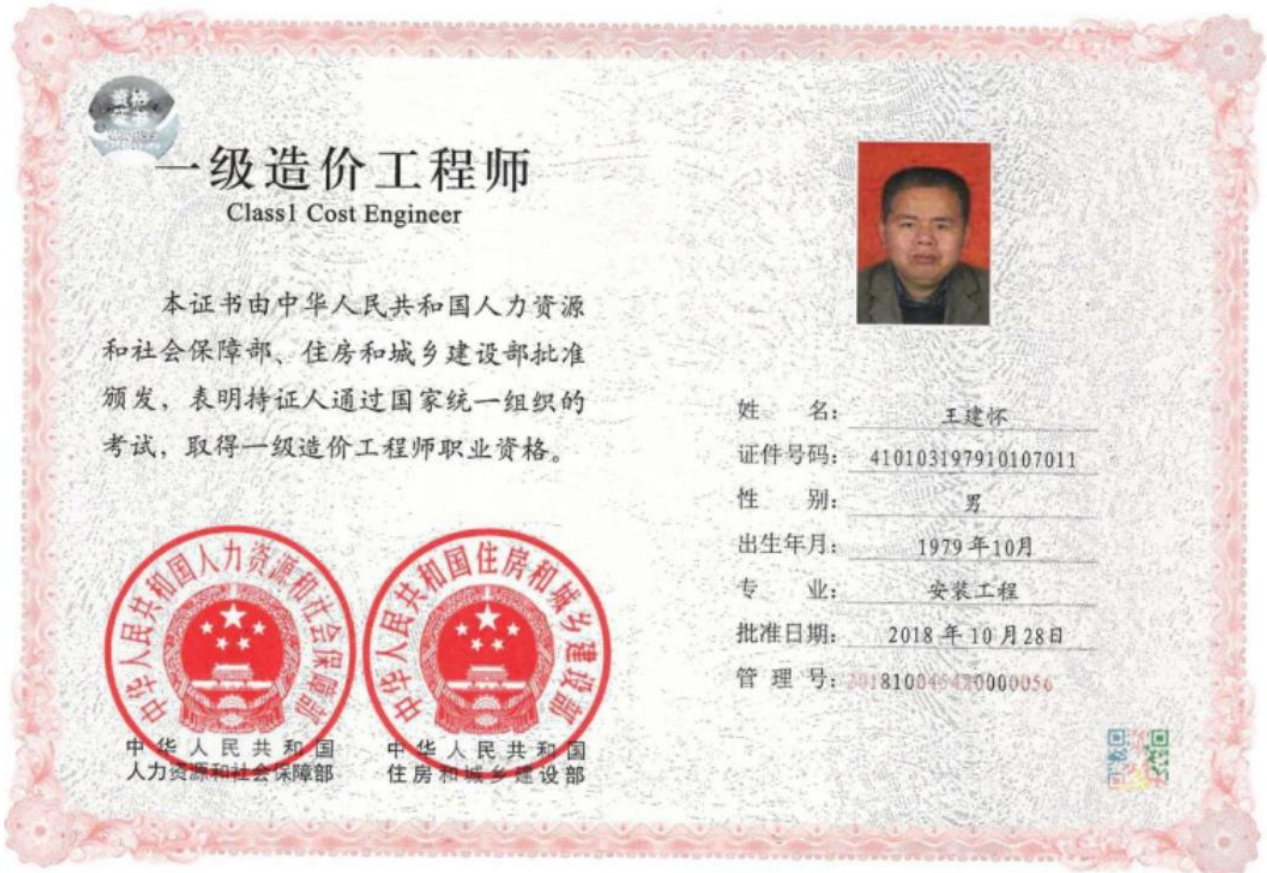 一级造价工程师
Class1 Cost Engineer
本证书由中华人民共和国人力资源
和社会保障部、住房和城乡建设部批准
颁发，表明持证人通过国家统一组织的
考试，取得一级造价工程师职业资格。
中华人民共和国人力资源和社会保障部
中华人民共和国住房和城乡建设部
中华人民共和国
人力资源和社会保障部
中华人民共和国
住房和城乡建设部
姓名：王建怀
证件号码：410103197910107011
性别：男
出生年月：1979年10月
专业：安装工程
批准日期：2018年10月28日
管理号：